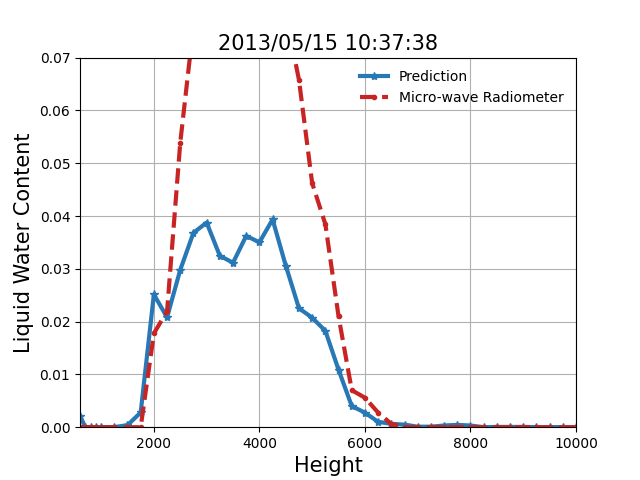 2013/05/15 10:37:38
Prediction
Micro-wave Radiometer
Liquid Water Content
0.07
0.06
0.05
0.04
0.03
0.02
0.01
0.00
2000 4000 6000 8000 10000
Height